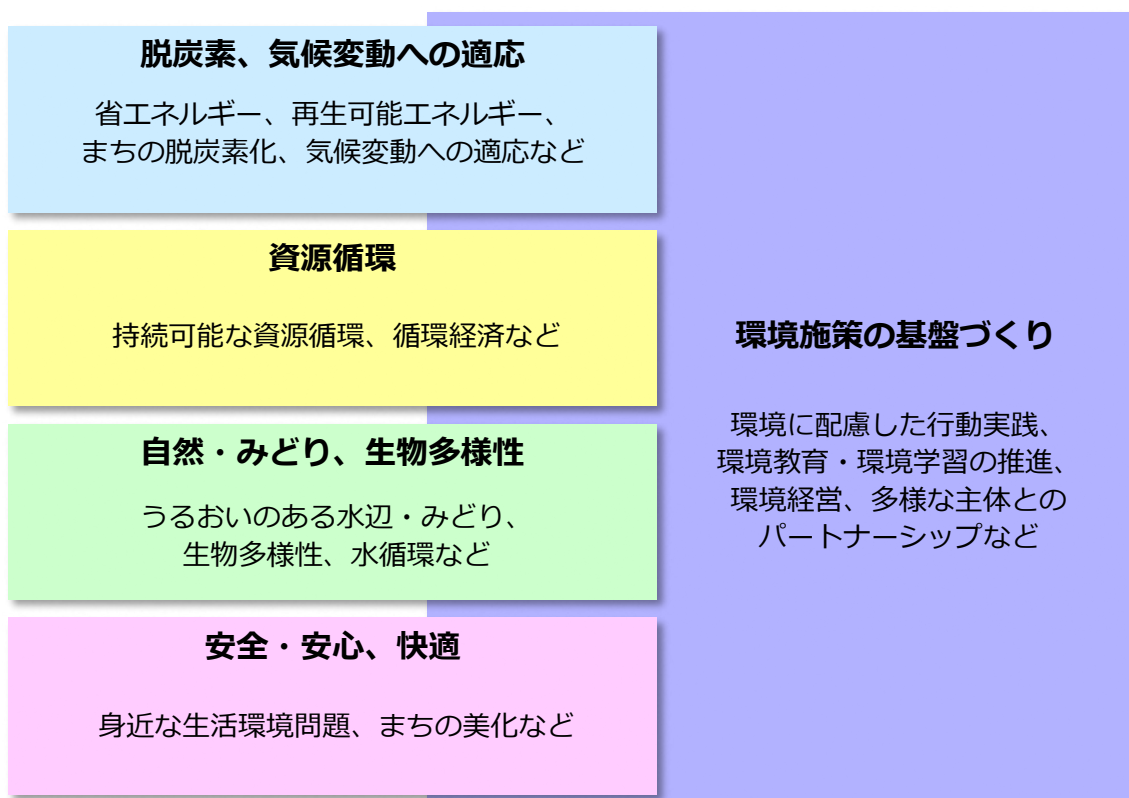 脱炭素、気候変動への適応
省エネルギー、再生可能エネルギー、
まちの脱炭素化、気候変動への適応など
資源循環
持続可能な資源循環、循環経済など
自然・みどり、生物多様性
うるおいのある水辺・みどり、
生物多様性、水循環など
安全・安心、快適
身近な生活環境問題、まちの美化など
環境施策の基盤づくり
環境に配慮した行動実践、
環境教育・環境学習の推進、
環境経営、多様な主体との
パートナーシップなど